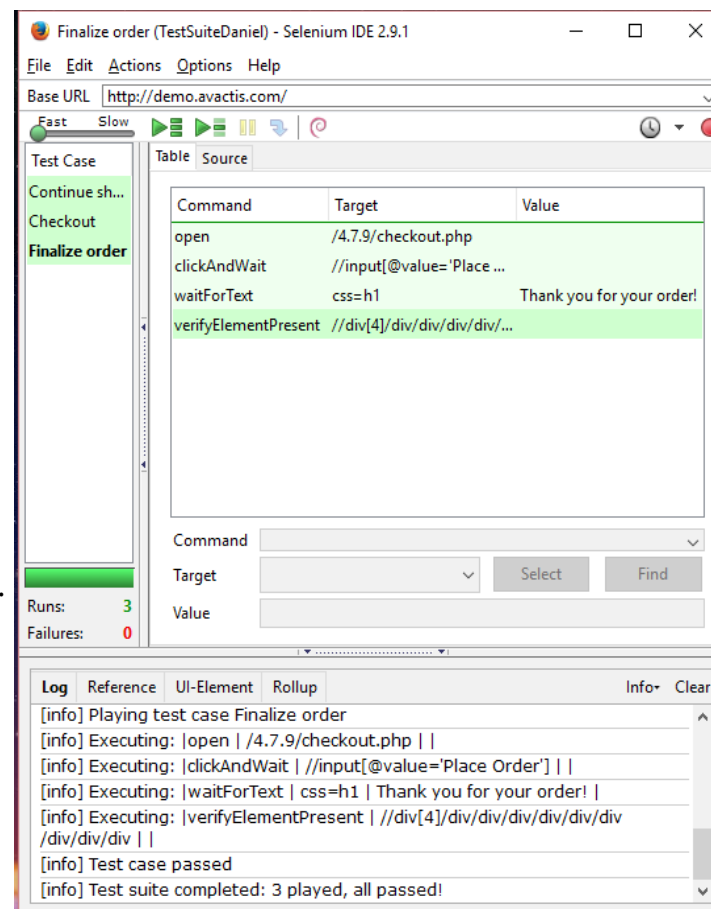 Finalize order (TestSuiteDaniel) - Selenium IDE 2.9.1
File Edit Actions Options Help
Base URL http://demo.avactis.com/
Fast Slow
Test Case
Continue sh...
Checkout
Finalize order
Runs: 3
Failures: 0
Table Source
Command Target Value
open /4.7.9/checkout.php
clickAndWait //input[@value='Place ...
waitForText css=h1 Thank you for your order!
verifyElementPresent //div[4]/div/div/div/div/...
Command
Target Select Find
Value
Log Reference UI-Element Rollup Info Clear
[info] Playing test case Finalize order
[info] Executing: |open | /4.7.9/checkout.php | |
[info] Executing: |clickAndWait | //input[@value='Place Order'] | |
[info] Executing: |waitForText | css=h1 | Thank you for your order! |
[info] Executing: |verifyElementPresent | //div[4]/div/div/div/div/div/div
/div/div/div | |
[info] Test case passed
[info] Test suite completed: 3 played, all passed!